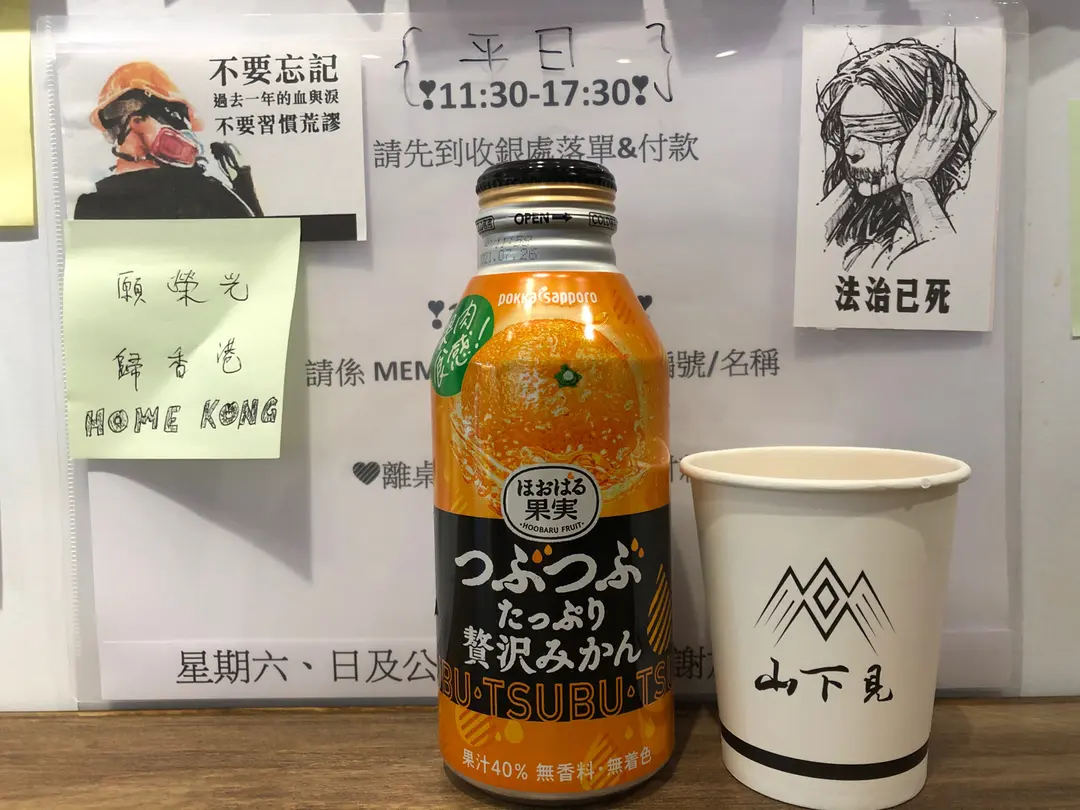 不要忘記
過去一年的血與淚
不要習慣荒謬
平日
11:30-17:30
請先到收銀處落單&付款
法治已死
願榮光
歸香港
HOME KONG
OPEN
pokka sapporo
請係 MEM
編號/名稱
離桌
ほおばる
果実
HOOBARU FRUIT
つぶつぶ
たっぷり
贅沢みかん
BU・TSUBU・TS
果汁40% 無香料・無着色
星期六、日及公
謝
山下見